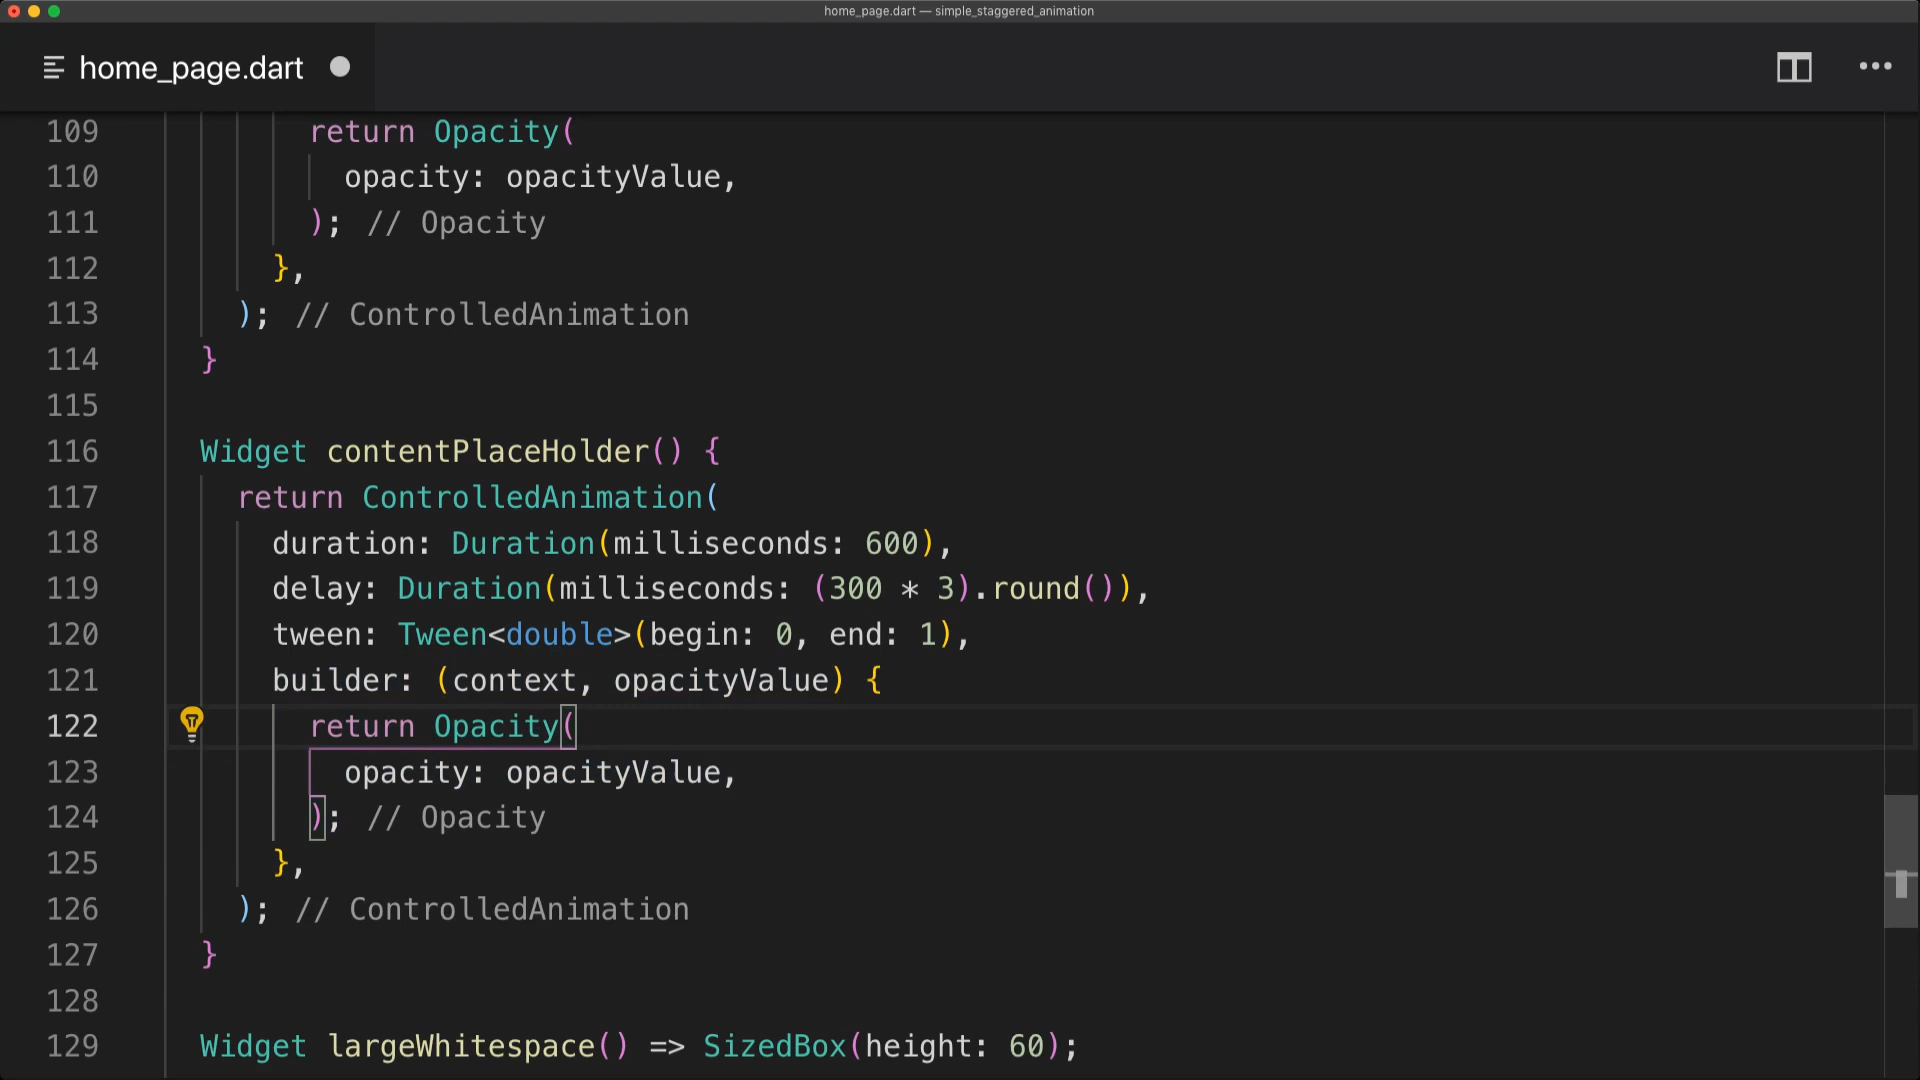 home_page.dart — simple_staggered_animation
home_page.dart
109 return Opacity(
110 opacity: opacityValue,
111 ); // Opacity
112 },
113 ); // ControlledAnimation
114 }
115
116 Widget contentPlaceHolder() {
117 return ControlledAnimation(
118 duration: Duration(milliseconds: 600),
119 delay: Duration(milliseconds: (300 * 3).round()),
120 tween: Tween<double>(begin: 0, end: 1),
121 builder: (context, opacityValue) {
122 return Opacity(
123 opacity: opacityValue,
124 ); // Opacity
125 },
126 ); // ControlledAnimation
127 }
128
129 Widget largeWhitespace() => SizedBox(height: 60);